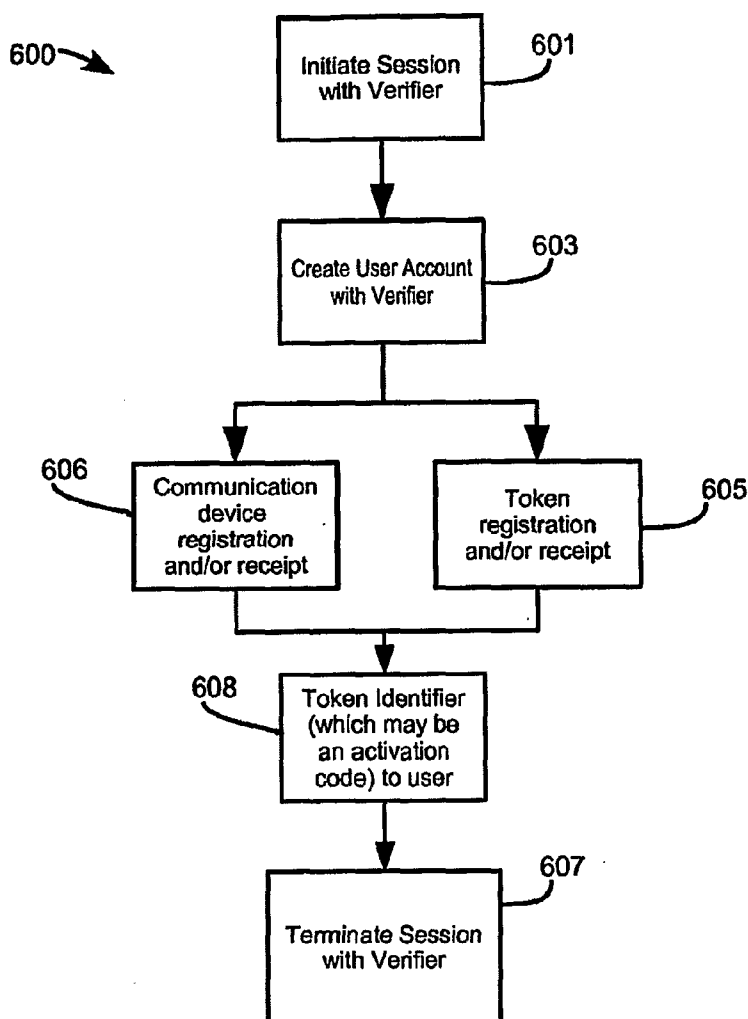 600
Initiate Session
with Verifier
601
Create User Account
with Verifier
603
606
Communication
device
registration
and/or receipt
Token
registration
and/or receipt
605
608
Token Identifier
(which may be
an activation
code) to user
607
Terminate Session
with Verifier